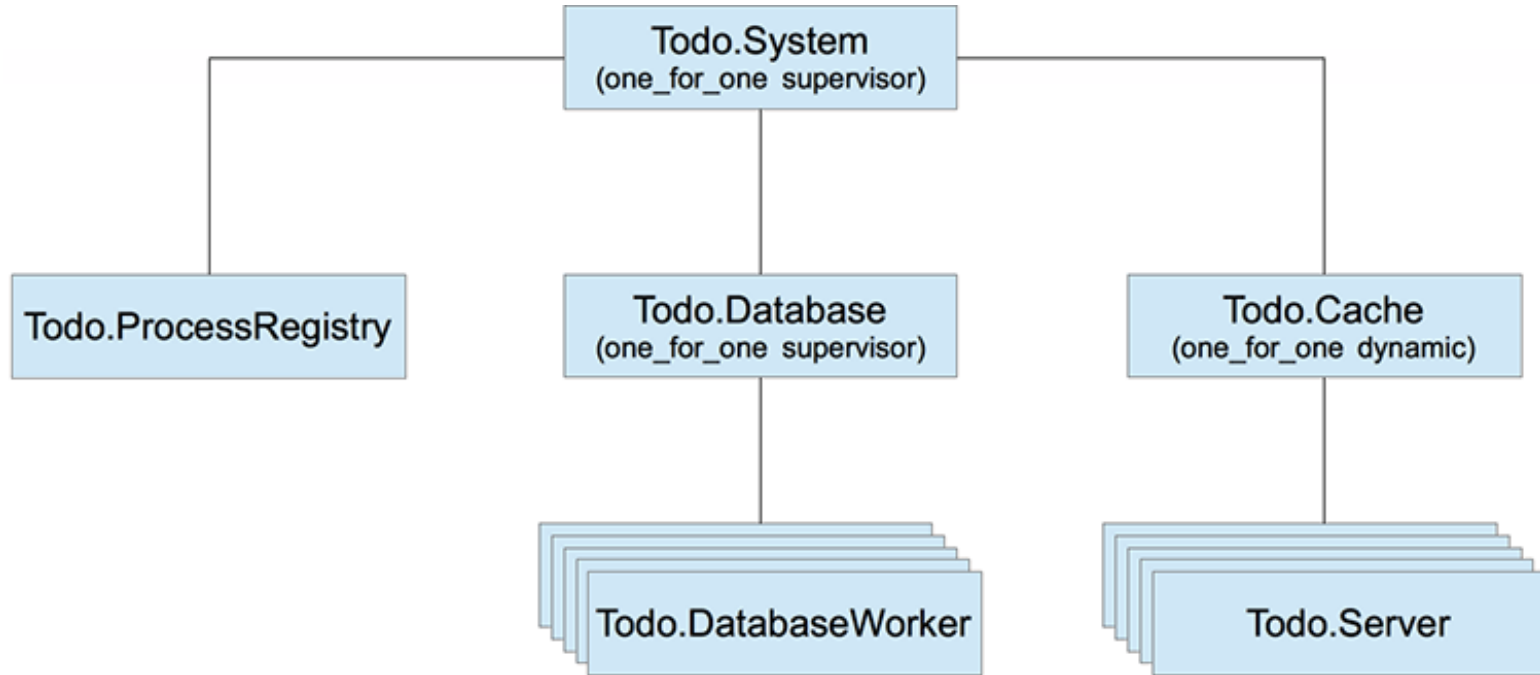 Todo.System
(one_for_one supervisor)
Todo.ProcessRegistry
Todo.Database
(one_for_one supervisor)
Todo.Cache
(one_for_one dynamic)
Todo.DatabaseWorker
Todo.Server